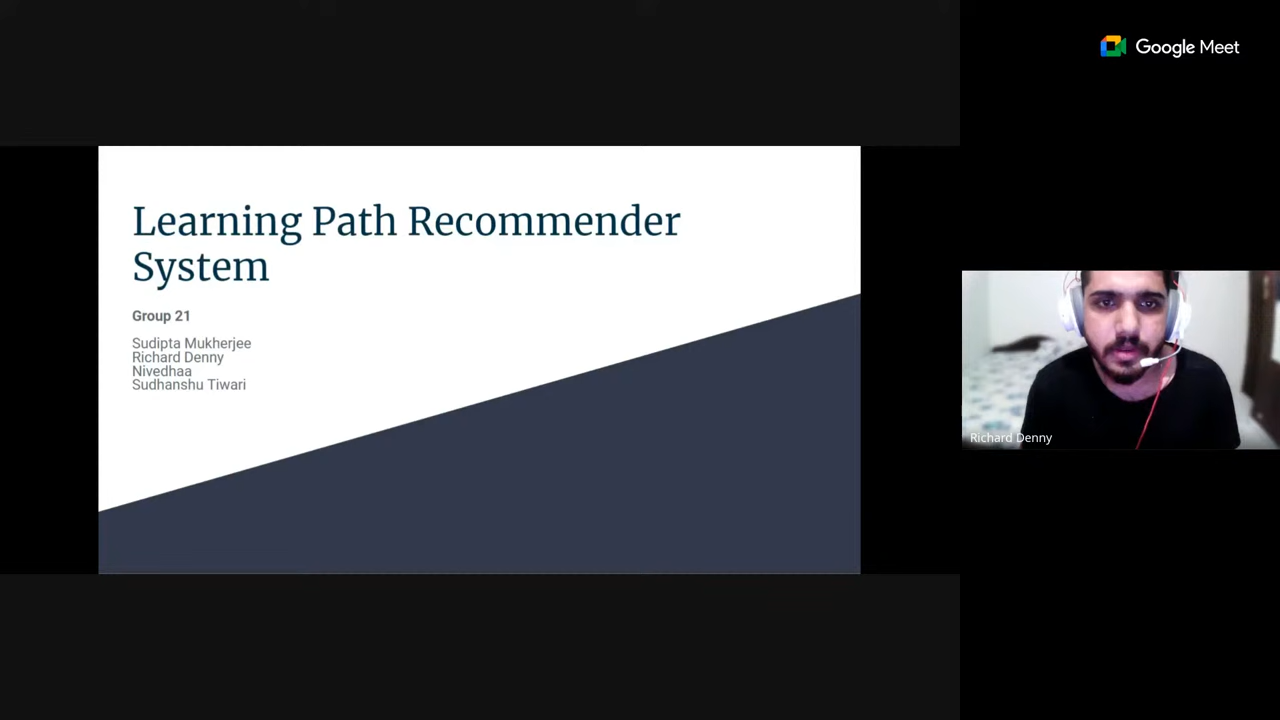 Google Meet
Learning Path Recommender
System
Group 21
Sudipta Mukherjee
Richard Denny
Nivedhaa
Sudhanshu Tiwari
Richard Denny